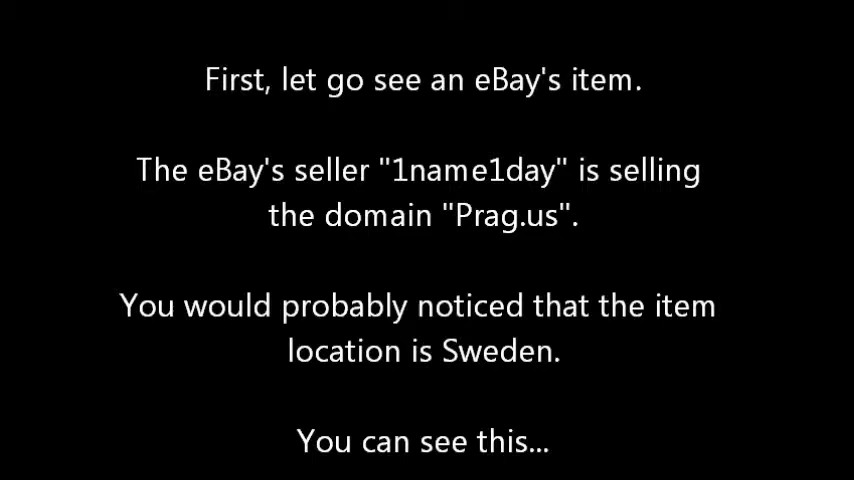 First, let go see an eBay's item.
The eBay's seller "1name1day" is selling
the domain "Prag.us".
You would probably noticed that the item
location is Sweden.
You can see this...